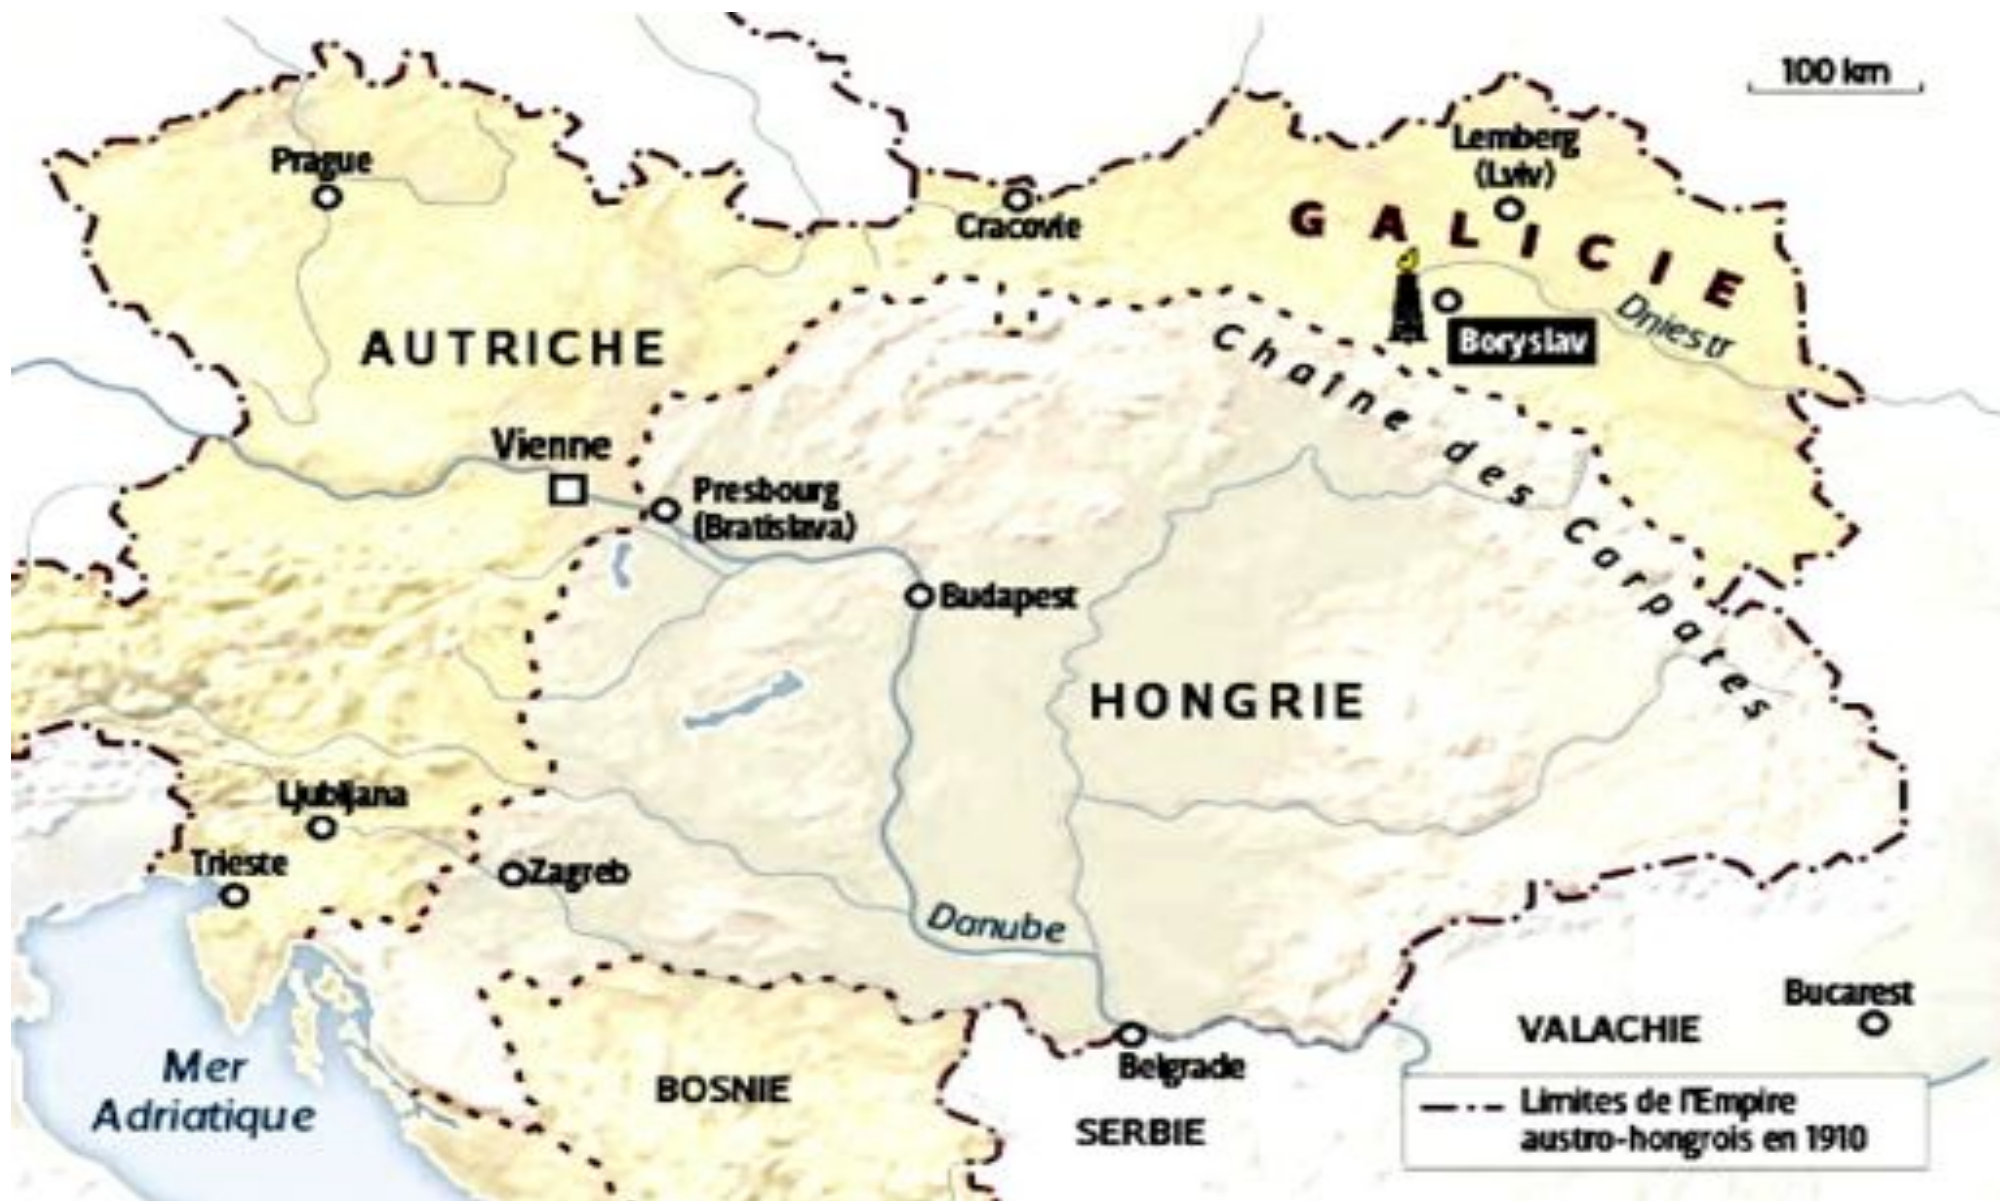 100 km
Lemberg
(Lviv)
Prague
Cracovie
GALICIE
Dniestr
Boryslav
AUTRICHE
Chaîne des Carpates
Vienne
Presbourg
(Bratislava)
Budapest
HONGRIE
Ljubljana
Trieste
Zagreb
Danube
Bucarest
VALACHIE
Belgrade
Mer
Adriatique
BOSNIE
SERBIE
Limites de l'Empire
austro-hongrois en 1910